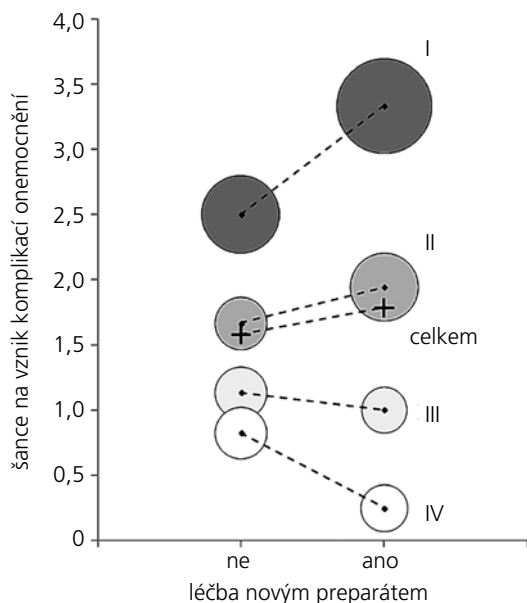 šance na vznik komplikací onemocnění
4,0
3,5
3,0
2,5
2,0
1,5
1,0
0,5
0
I
II
celkem
III
IV
ne
ano
léčba novým preparátem